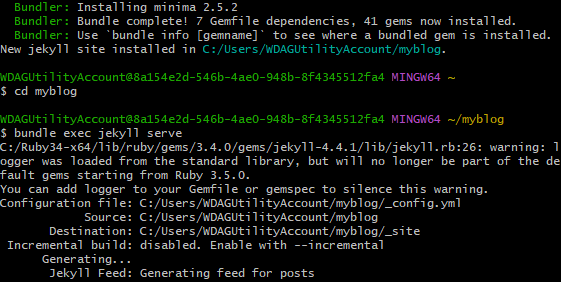 Bundler: Installing minima 2.5.2
Bundler: Bundle complete! 7 Gemfile dependencies, 41 gems now installed.
Bundler: Use `bundle info [gemname]` to see where a bundled gem is installed.
New jekyll site installed in C:/Users/WDAGUtilityAccount/myblog.
WDAGUtilityAccount@8a154e2d-546b-4ae0-948b-8f4345512fa4 MINGW64 ~
$ cd myblog
WDAGUtilityAccount@8a154e2d-546b-4ae0-948b-8f4345512fa4 MINGW64 ~/myblog
$ bundle exec jekyll serve
C:/Ruby34-x64/lib/ruby/gems/3.4.0/gems/jekyll-4.4.1/lib/jekyll.rb:26: warning: l
ogger was loaded from the standard library, but will no longer be part of the de
fault gems starting from Ruby 3.5.0.
You can add logger to your Gemfile or gemspec to silence this warning.
Configuration file: C:/Users/WDAGUtilityAccount/myblog/_config.yml
Source: C:/Users/WDAGUtilityAccount/myblog
Destination: C:/Users/WDAGUtilityAccount/myblog/_site
Incremental build: disabled. Enable with --incremental
Generating...
Jekyll Feed: Generating feed for posts